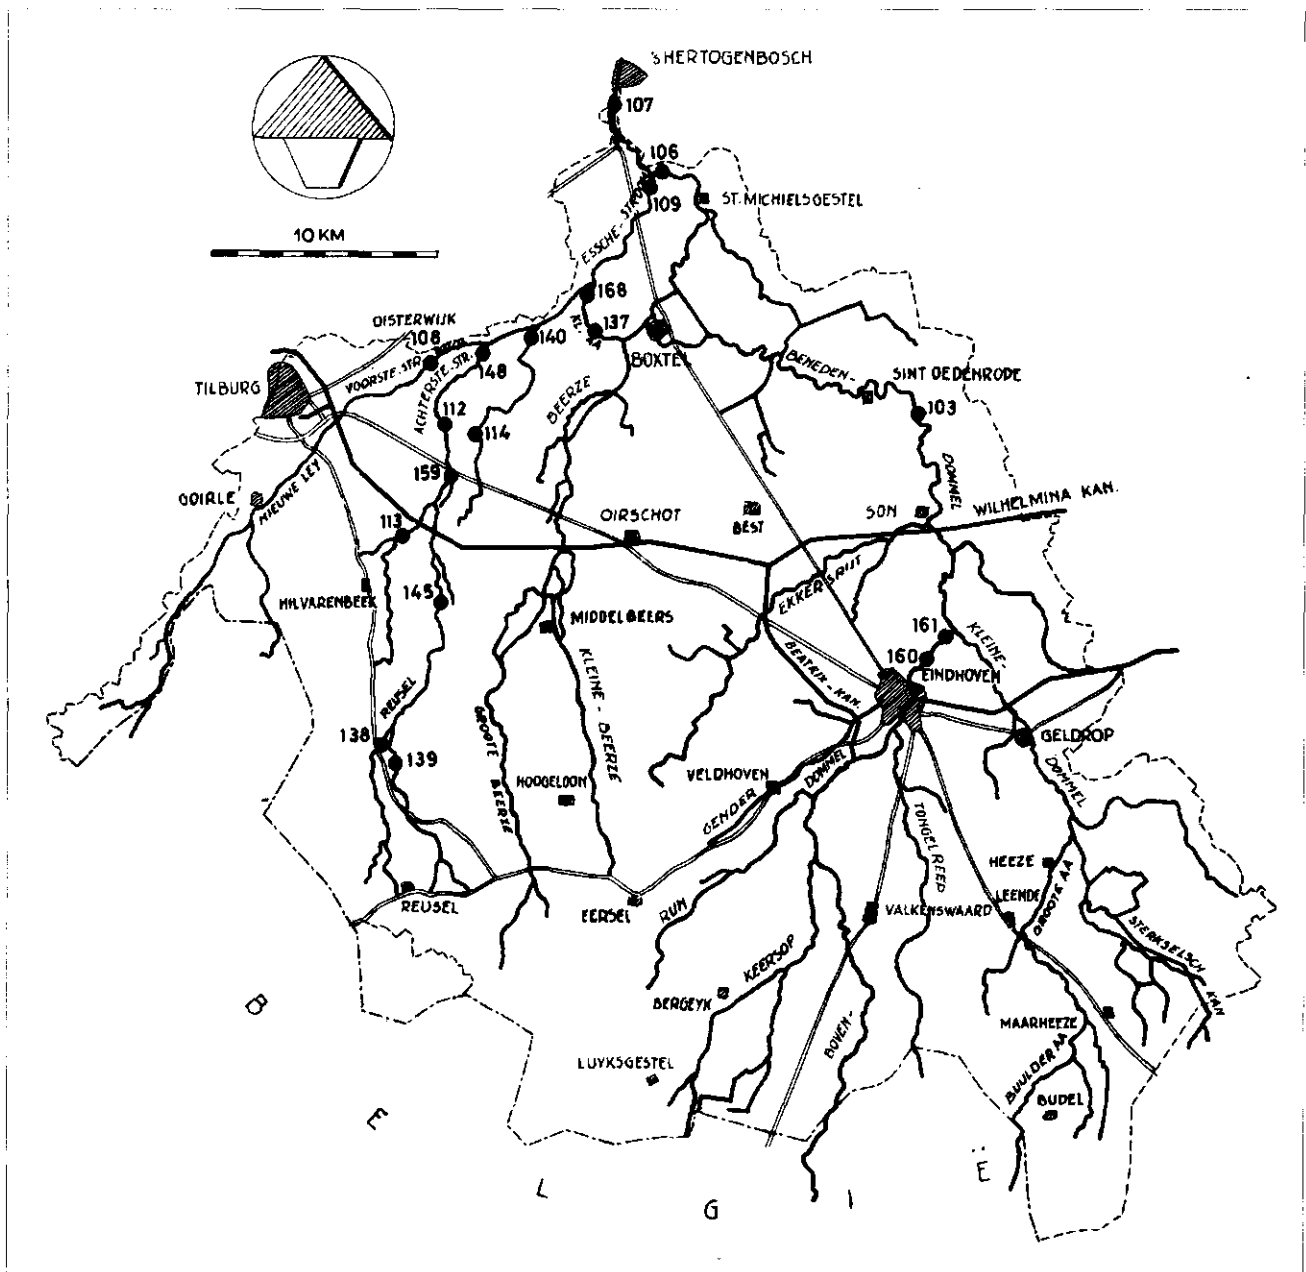 'SHERTOGENBOSCH
107
106
109
ST. MICHIELSGESTEL
10 KM
ESSCHE-STROOM
168
KL. AA
137
OISTERWIJK
108
140
148
BOXTEL
VOORSTE-STR.
ACHTERSTE-STR.
TILBURG
BEERZE
BENEDEN-
SINT OEDENRODE
103
112
114
159
DOMMEL
GOIRLE
NIEUWE LEY
113
OIRSCHOT
BEST
SON
WILHELMINA KAN.
HILVARENBEEK
145
MIDDELBEERS
EKKERSRIJT
161
KLEINE-
160
EINDHOVEN
BEATRIX-KAN.
REUSEL
GROOTE BEERZE
KLEINE-BEERZE
138
139
HOOGELOON
VELDHOVEN
GENDER
DOMMEL
GELDROP
DOMMEL
TONGELREEP
HEEZE
LEENDE
GROOTE AA
STERKSELSCH KAN
REUSEL
EERSEL
RUN
VALKENSWAARD
KEERSOP
BERGEYK
BOVEN-
MAARHEEZE
LUYKSGESTEL
BUULDER AA
BUDEL
B
E
L
G
I
Ë